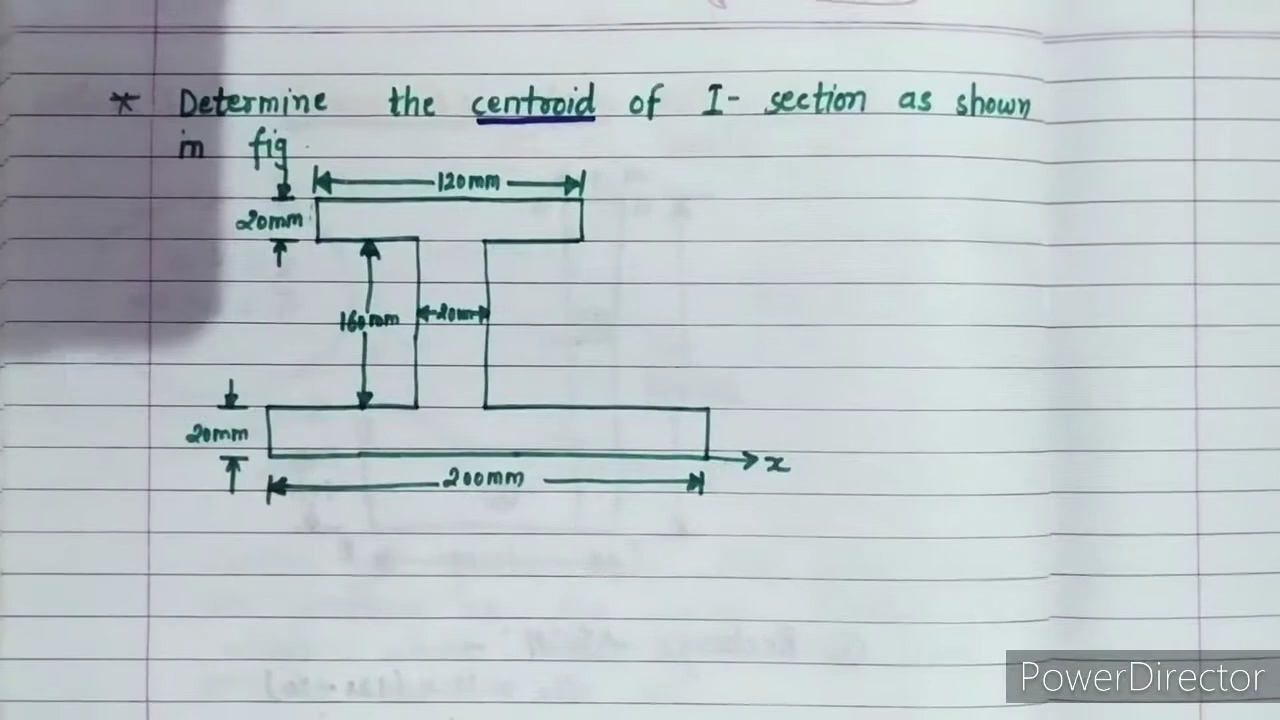 * Determine the centroid of I- section as shown
in fig
120mm
20mm
160mm
20mm
20mm
x
200mm
PowerDirector